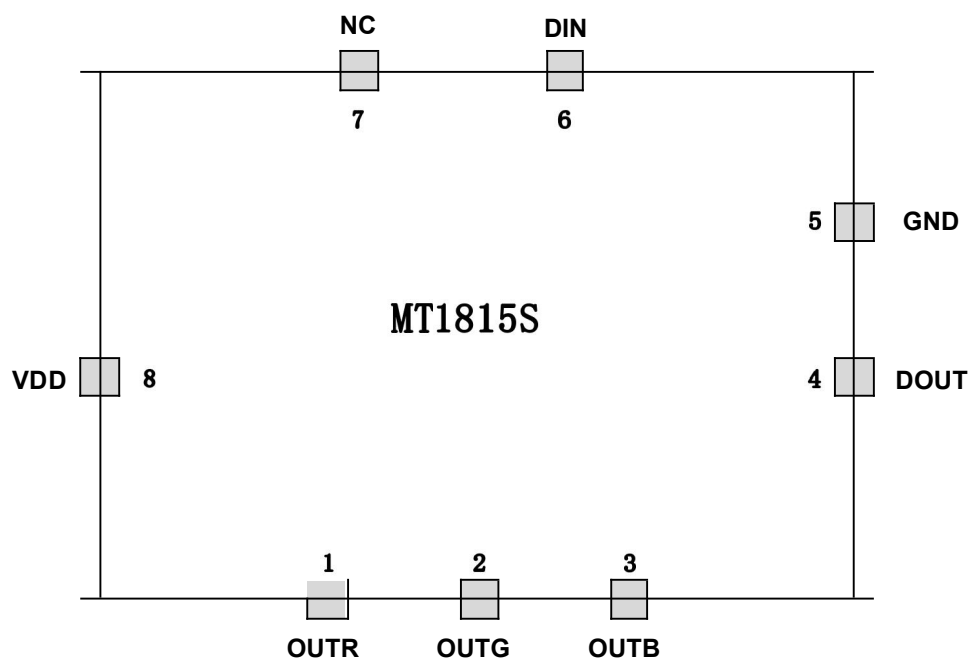 NC DIN
7 6
5 GND
MT1815S
VDD 8 4 DOUT
1 2 3
OUTR OUTG OUTB